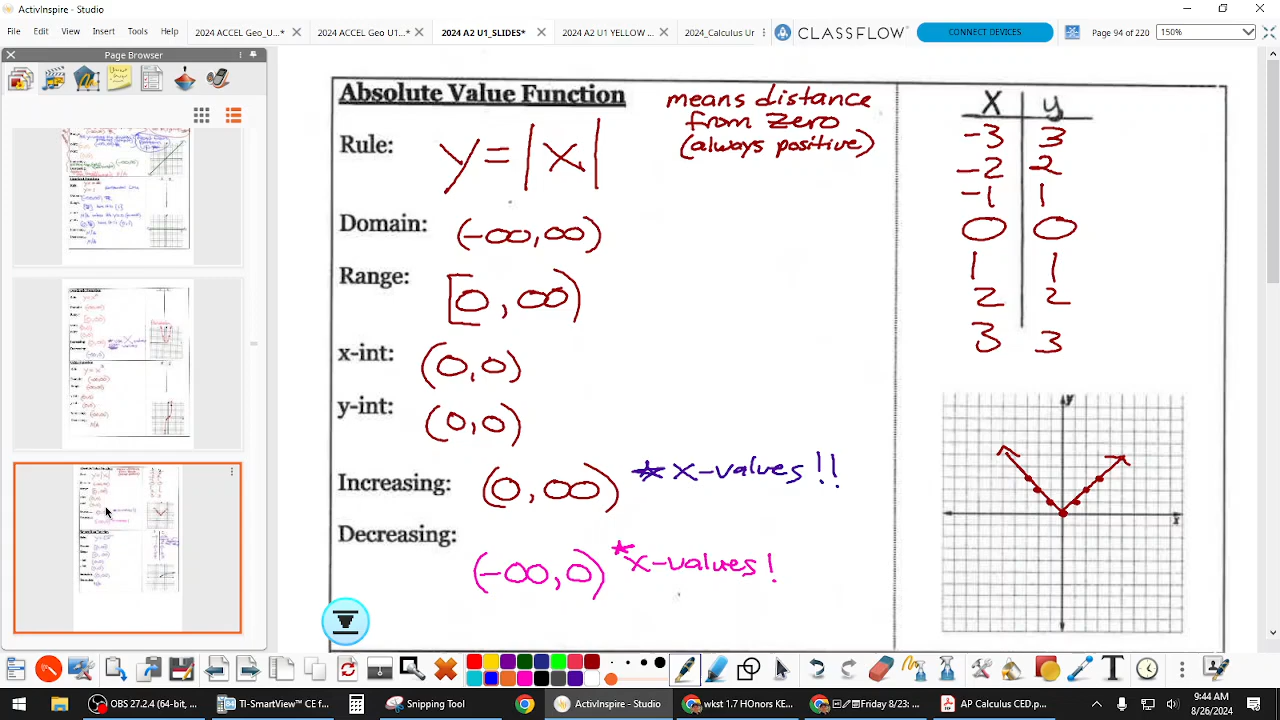 ActivInspire - Studio
File Edit View Insert Tools Help
2024 ACCEL Geo_U...*
2024 ACCEL Geo U1...*
2024 A2 U1_SLIDES*
2024 A2 U1 YELLOW ...*
2024_Calculus Un
CLASSFLOW
CONNECT DEVICES
Page 94 of 220
150%
Page Browser
Absolute Value Function
means distance
from zero
(always positive)
Rule: y = |x|
Domain: (-∞,∞)
Range: [0,∞)
x-int: (0,0)
y-int: (0,0)
Increasing: (0,∞) *x-values!!
Decreasing:
(-∞,0) *x-values!
x y
-3 3
-2 2
-1 1
0 0
1 1
2 2
3 3
y
x
T
OBS 27.2.4 (64-bit, ...
TI-SmartView™ CE f...
Snipping Tool
ActivInspire - Studio
wkst 1.7 HOnors KE...
Friday 8/23: ...
AP Calculus CED.p...
9:44 AM
8/26/2024